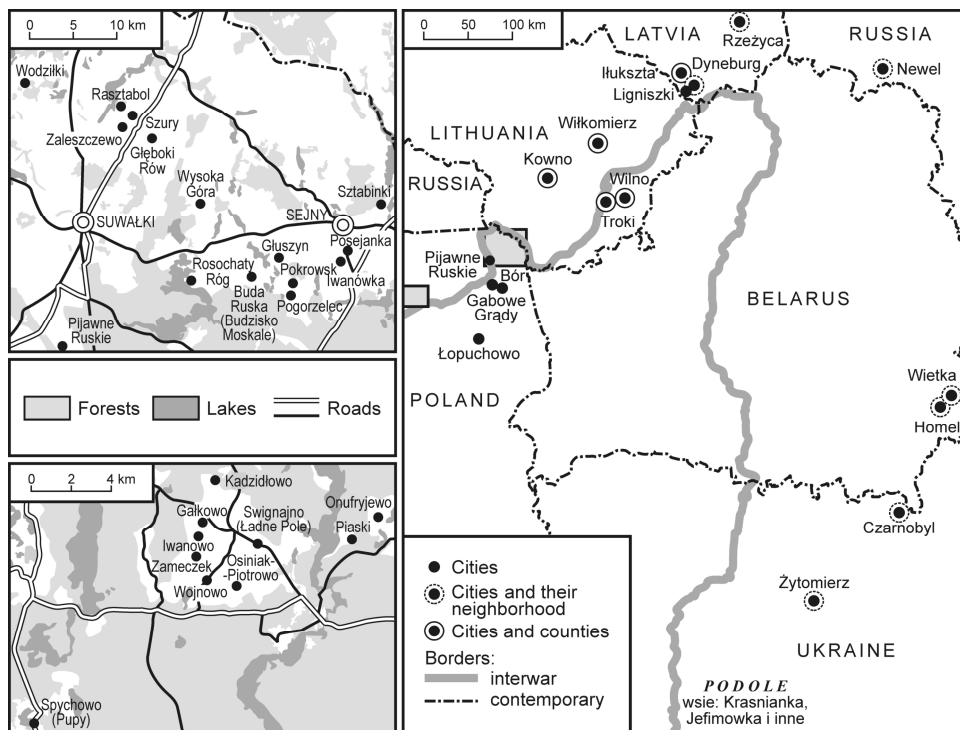 0 5 10 km
Wodziłki
Rasztabol
Szury
Zaleszczewo
Głęboki
Rów
Wysoka
Góra
Sztabinki
SUWAŁKI
SEJNY
Posejanka
Głuszyn
Rosochaty
Róg
Pokrowsk
Iwanówka
Buda
Ruska
(Budzisko
Moskale)
Pogorzelec
Pijawne
Ruskie
Forests
Lakes
Roads
0 2 4 km
Kadzidłowo
Onufryjewo
Gałkowo
Swignajno
(Ładne Pole)
Piaski
Iwanowo
Zameczek
Osiniak-
-Piotrowo
Wojnowo
Spychowo
(Pupy)
0 50 100 km
LATVIA
RUSSIA
Rzeżyca
Iłukszta
Dyneburg
Newel
Ligniszki
LITHUANIA
Wiłkomierz
Kowno
RUSSIA
Wilno
Troki
Pijawne
Ruskie
Bór
Gabowe
Grądy
BELARUS
Łopuchowo
Wietka
POLAND
Homel
Czarnobyl
Żytomierz
UKRAINE
PODOLE
wsie: Krasnianka,
Jefimowka i inne
Cities
Cities and their
neighborhood
Cities and counties
Borders:
interwar
contemporary